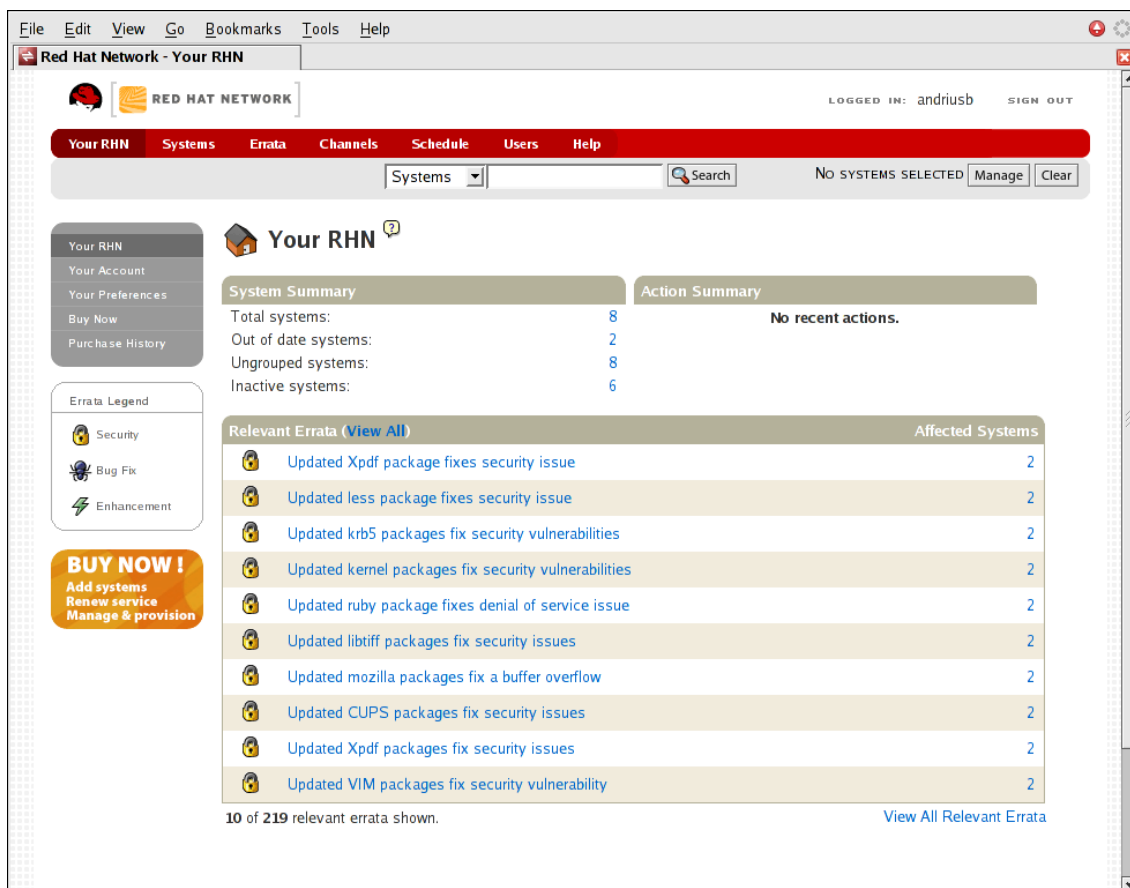 File Edit View Go Bookmarks Tools Help
Red Hat Network - Your RHN
RED HAT NETWORK
LOGGED IN: andriusb SIGN OUT
Your RHN Systems Errata Channels Schedule Users Help
Systems Search NO SYSTEMS SELECTED Manage Clear
Your RHN
Your Account
Your Preferences
Buy Now
Purchase History
Errata Legend
Security
Bug Fix
Enhancement
BUY NOW !
Add systems
Renew service
Manage & provision
Your RHN ?
System Summary
Total systems: 8
Out of date systems: 2
Ungrouped systems: 8
Inactive systems: 6
Action Summary
No recent actions.
Relevant Errata (View All) Affected Systems
Updated Xpdf package fixes security issue 2
Updated less package fixes security issue 2
Updated krb5 packages fix security vulnerabilities 2
Updated kernel packages fix security vulnerabilities 2
Updated ruby package fixes denial of service issue 2
Updated libtiff packages fix security issues 2
Updated mozilla packages fix a buffer overflow 2
Updated CUPS packages fix security issues 2
Updated Xpdf packages fix security issues 2
Updated VIM packages fix security vulnerability 2
10 of 219 relevant errata shown. View All Relevant Errata